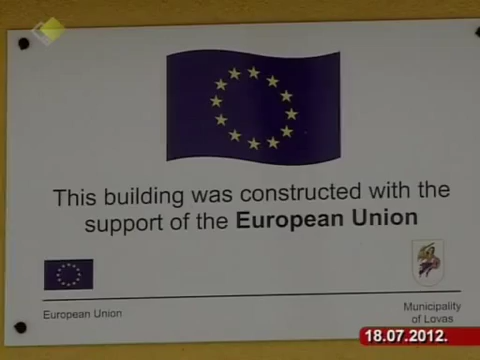 This building was constructed with the
support of the European Union
European Union
Municipality
of Lovas
18.07.2012.